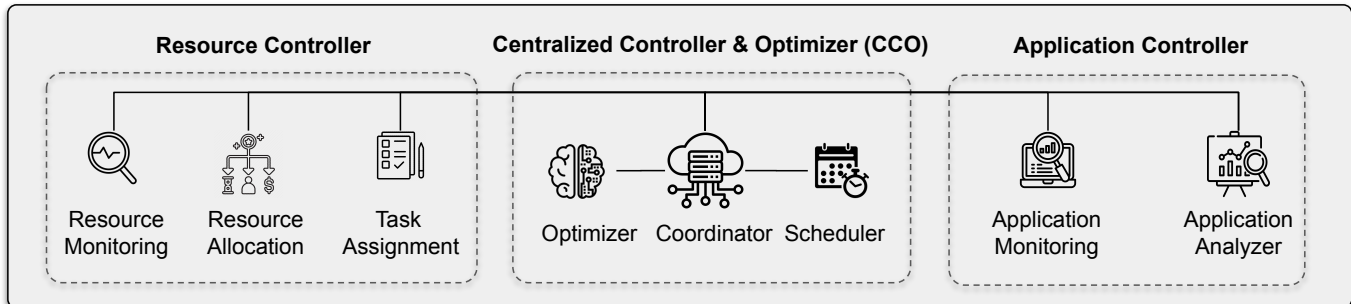 Resource Controller
Centralized Controller & Optimizer (CCO)
Application Controller
Resource
Monitoring
Resource
Allocation
Task
Assignment
Optimizer
Coordinator
Scheduler
Application
Monitoring
Application
Analyzer